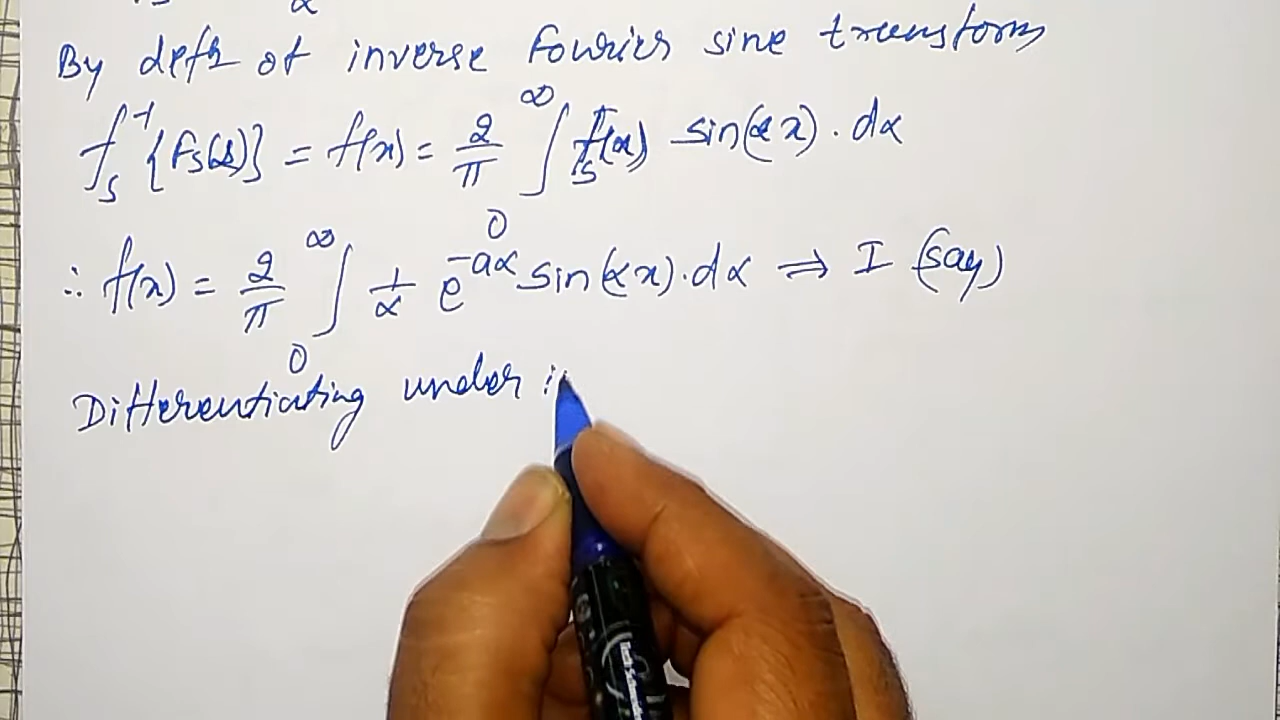 By defn of inverse Fourier sine transform
f_s^{-1} {F_s(α)} = f(x) = 2/π ∫_0^∞ f_s(α) sin(αx) · dα
∴ f(x) = 2/π ∫_0^∞ 1/α e^{-aα} sin(αx) · dα ⇒ I (say)
Differentiating under i